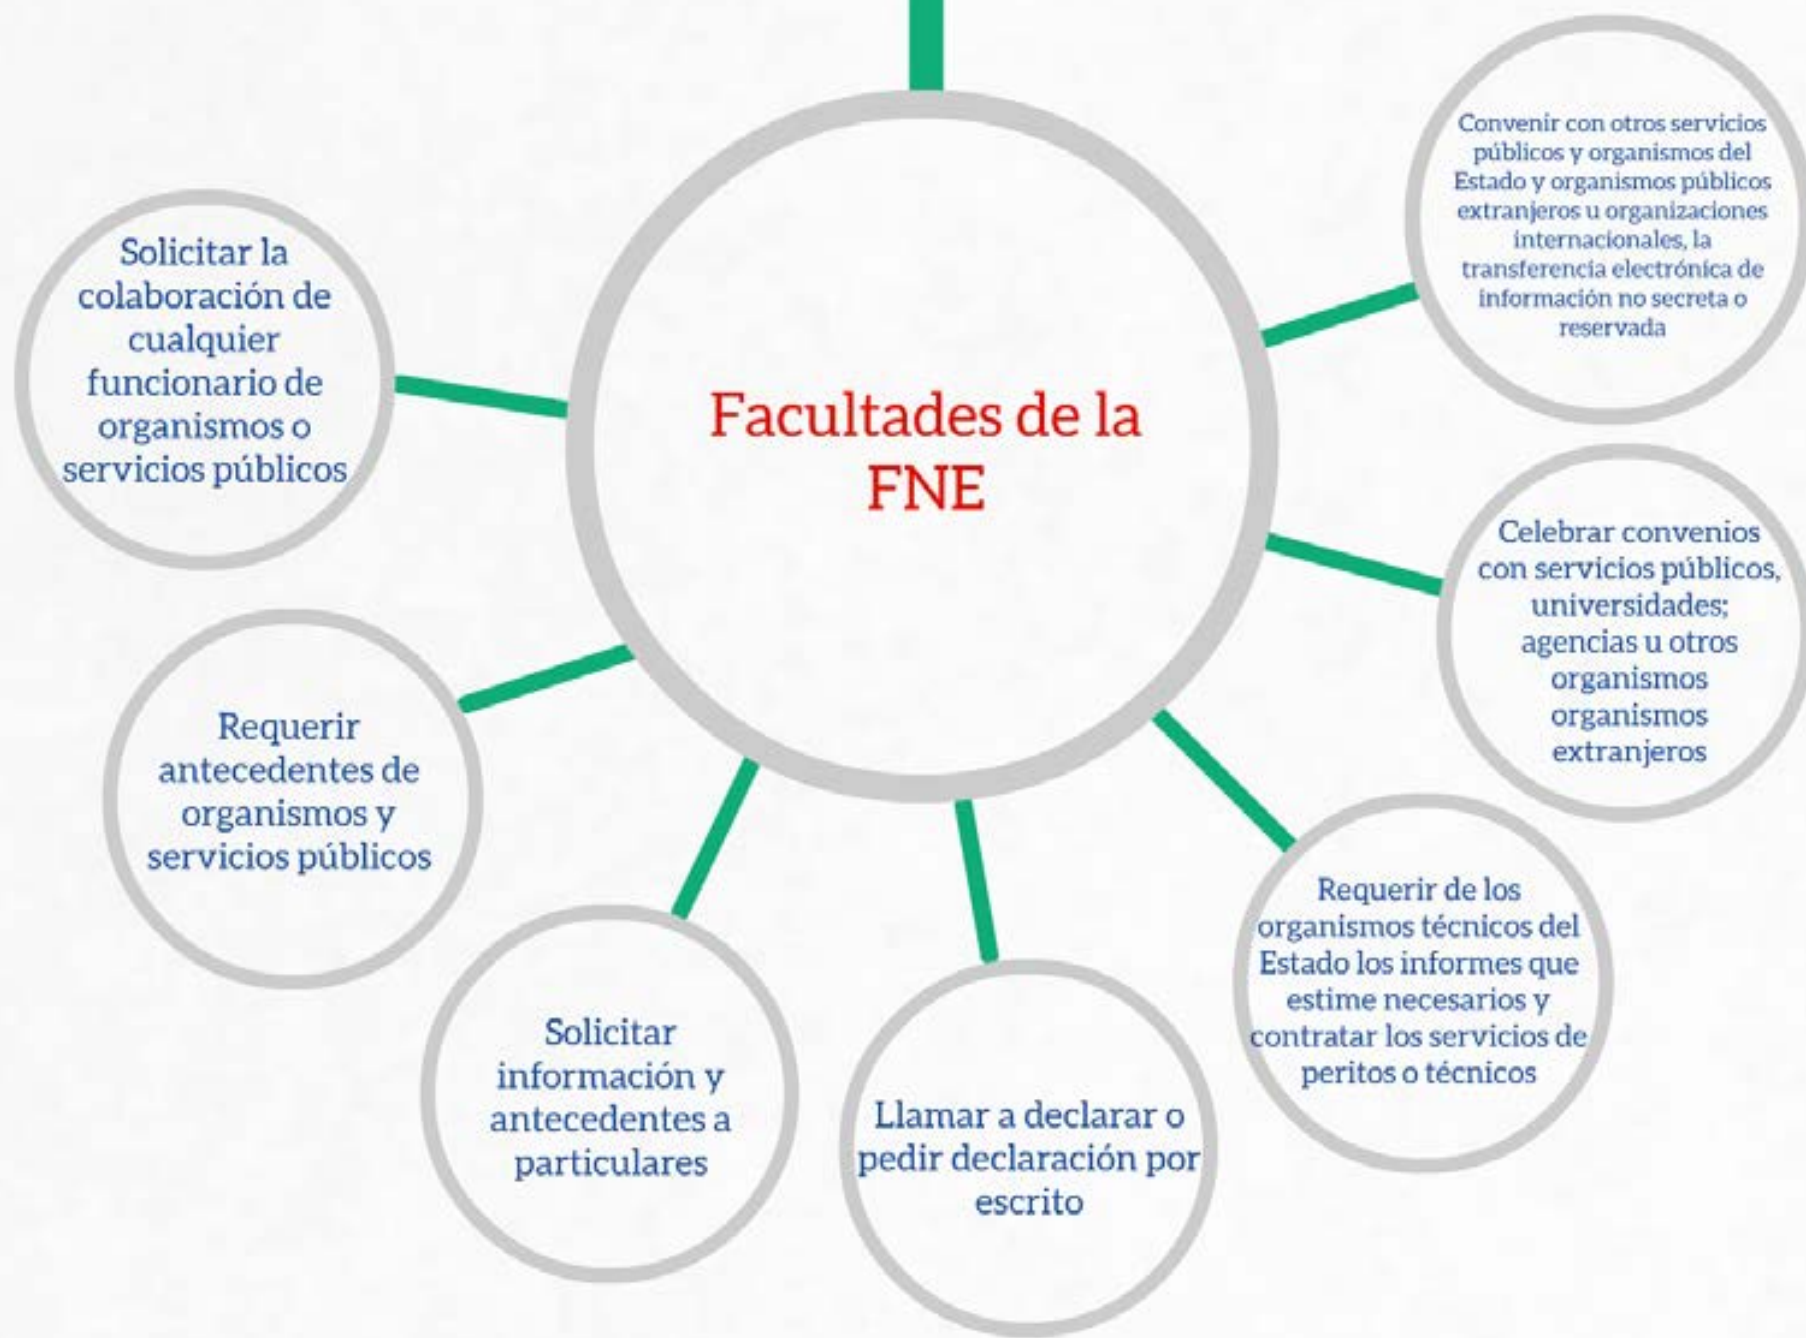 Facultades de la
FNE
Solicitar la
colaboración de
cualquier
funcionario de
organismos o
servicios públicos
Requerir
antecedentes de
organismos y
servicios públicos
Solicitar
información y
antecedentes a
particulares
Llamar a declarar o
pedir declaración por
escrito
Requerir de los
organismos técnicos del
Estado los informes que
estime necesarios y
contratar los servicios de
peritos o técnicos
Celebrar convenios
con servicios públicos,
universidades;
agencias u otros
organismos
organismos
extranjeros
Convenir con otros servicios
públicos y organismos del
Estado y organismos públicos
extranjeros u organizaciones
internacionales, la
transferencia electrónica de
información no secreta o
reservada